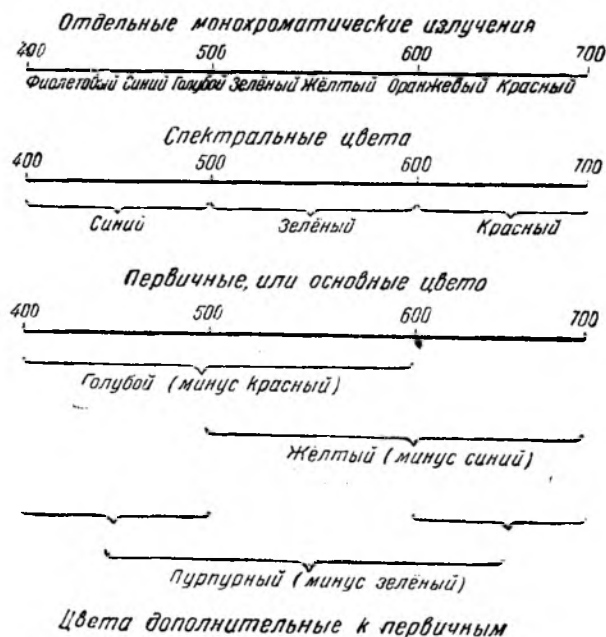 Отдельные монохроматические излучения
400 500 600 700
Фиолетовый Синий Голубой Зелёный Жёлтый Оранжевый Красный
Спектральные цвета
400 500 600 700
Синий Зелёный Красный
Первичные, или основные цвета
400 500 600 700
Голубой (минус красный)
Жёлтый (минус синий)
Пурпурный (минус зелёный)
Цвета дополнительные к первичным